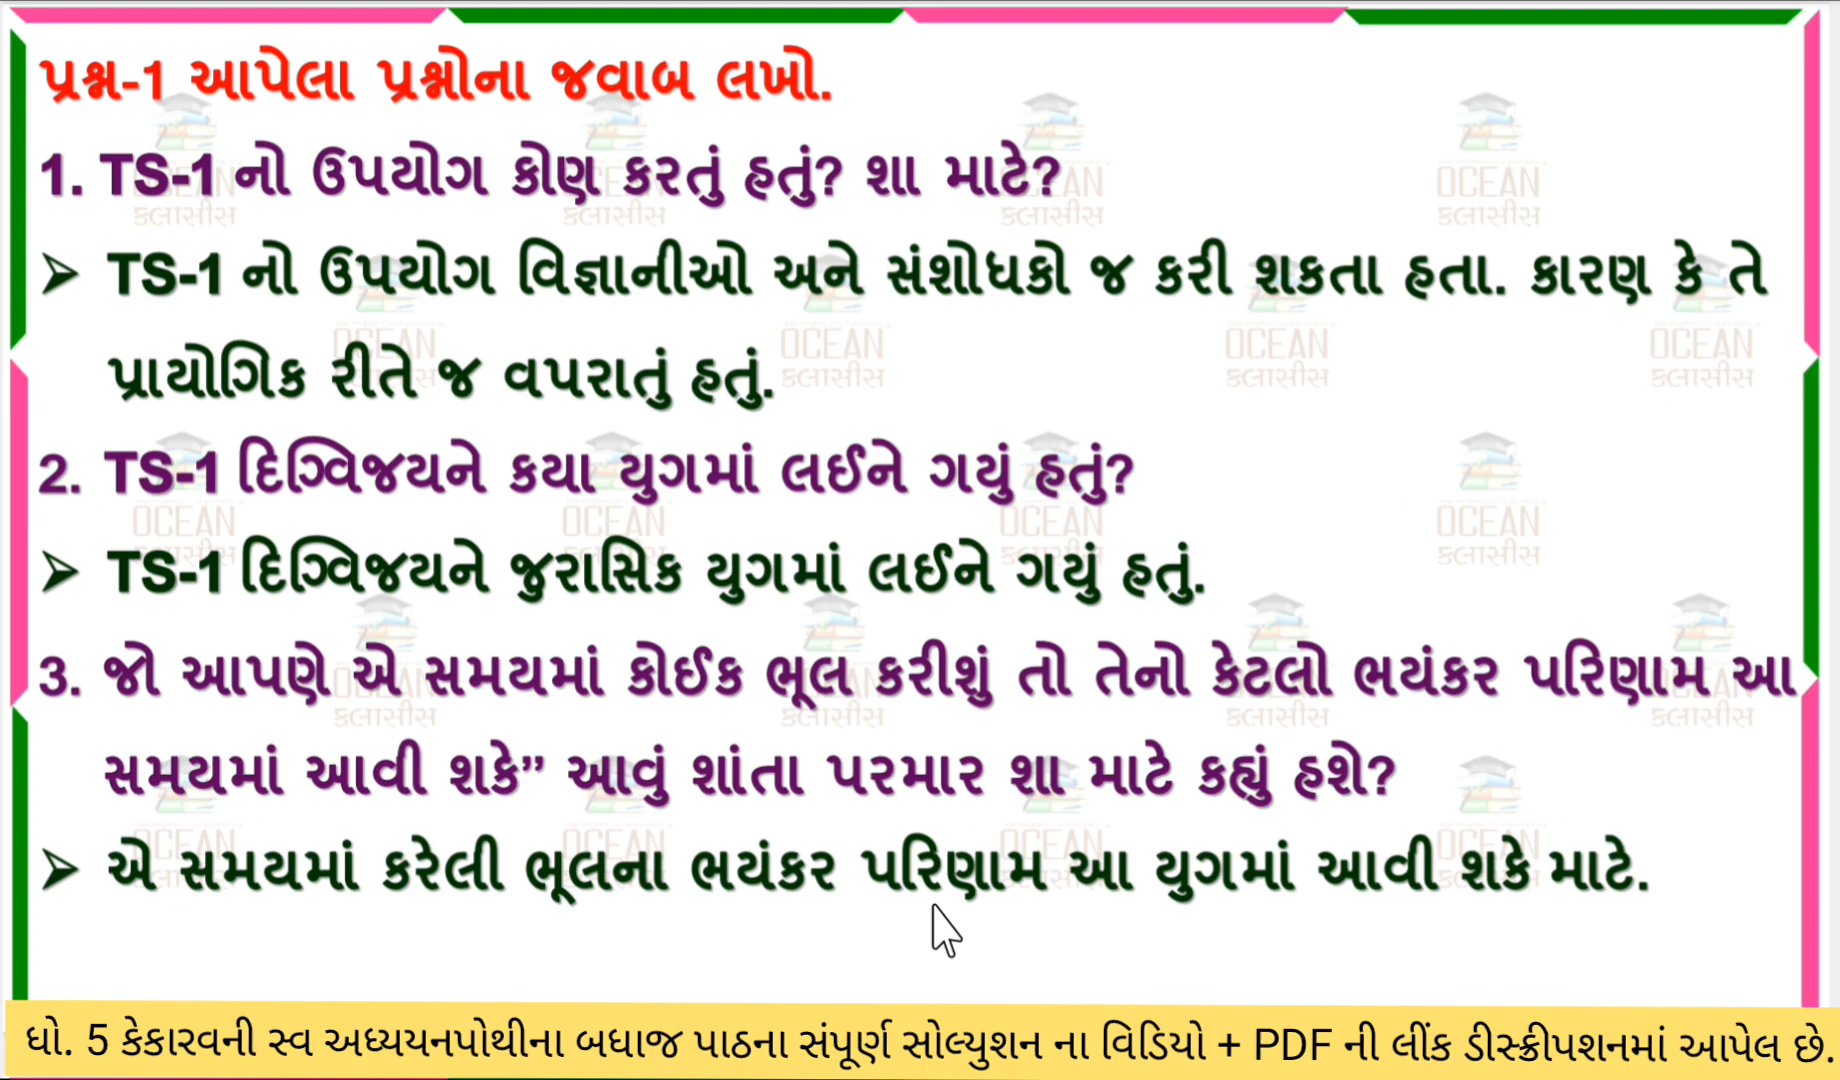 પ્રશ્ન-1 આપેલા પ્રશ્નોના જવાબ લખો.
1. TS-1 નો ઉપયોગ કોણ કરતું હતું? શા માટે?
➢ TS-1 નો ઉપયોગ વિજ્ઞાનીઓ અને સંશોધકો જ કરી શકતા હતા. કારણ કે તે
પ્રાયોગિક રીતે જ વપરાતું હતું.
2. TS-1 દિગ્વિજયને કયા યુગમાં લઈને ગયું હતું?
➢ TS-1 દિગ્વિજયને જુરાસિક યુગમાં લઈને ગયું હતું.
3. જો આપણે એ સમયમાં કોઈક ભૂલ કરીશું તો તેનો કેટલો ભયંકર પરિણામ આ
સમયમાં આવી શકે” આવું શાંતા પરમાર શા માટે કહ્યું હશે?
➢ એ સમયમાં કરેલી ભૂલના ભયંકર પરિણામ આ યુગમાં આવી શકે માટે.
ધો. 5 કેકારવની સ્વ અધ્યયનપોથીના બધાજ પાઠના સંપૂર્ણ સોલ્યુશન ના વિડિયો + PDF ની લીંક ડીસ્ક્રીપશનમાં આપેલ છે.
OCEAN
કલાસીસ